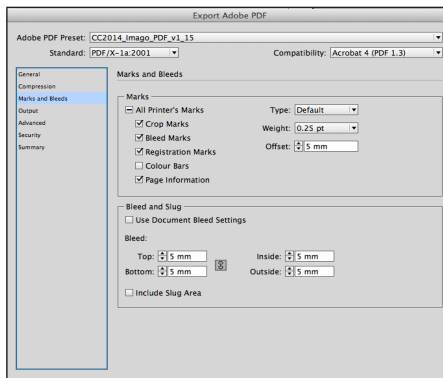 Export Adobe PDF
Adobe PDF Preset: CC2014_Imago_PDF_v1_15
Standard: PDF/X-1a:2001 Compatibility: Acrobat 4 (PDF 1.3)
General
Compression
Marks and Bleeds
Output
Advanced
Security
Summary
Marks and Bleeds
Marks
All Printer's Marks Type: Default
Crop Marks Weight: 0.25 pt
Bleed Marks Offset: 5 mm
Registration Marks
Colour Bars
Page Information
Bleed and Slug
Use Document Bleed Settings
Bleed:
Top: 5 mm Inside: 5 mm
Bottom: 5 mm Outside: 5 mm
Include Slug Area